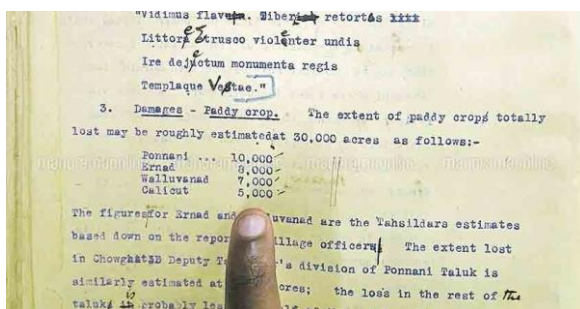 "Vidimus flavum Tiberim retortis
Littore etrusco violenter undis
Ire dejectum monumenta regis
Templaque Vestae."
3. Damages - Paddy crop. The extent of paddy crops totally
lost may be roughly estimatedat 30,000 acres as follows:-
Ponnani ... 10,000
Ernad 8,000
Walluvanad 7,000
Calicut 5,000
The figuresfor Ernad and uvanad are the Tahsildars estimates
based down on the repor illage officers The extent lost
in Chowghat Deputy T 's division of Ponnani Taluk is
similarly estimated at cres; the loss in the rest of the
taluk is probably les